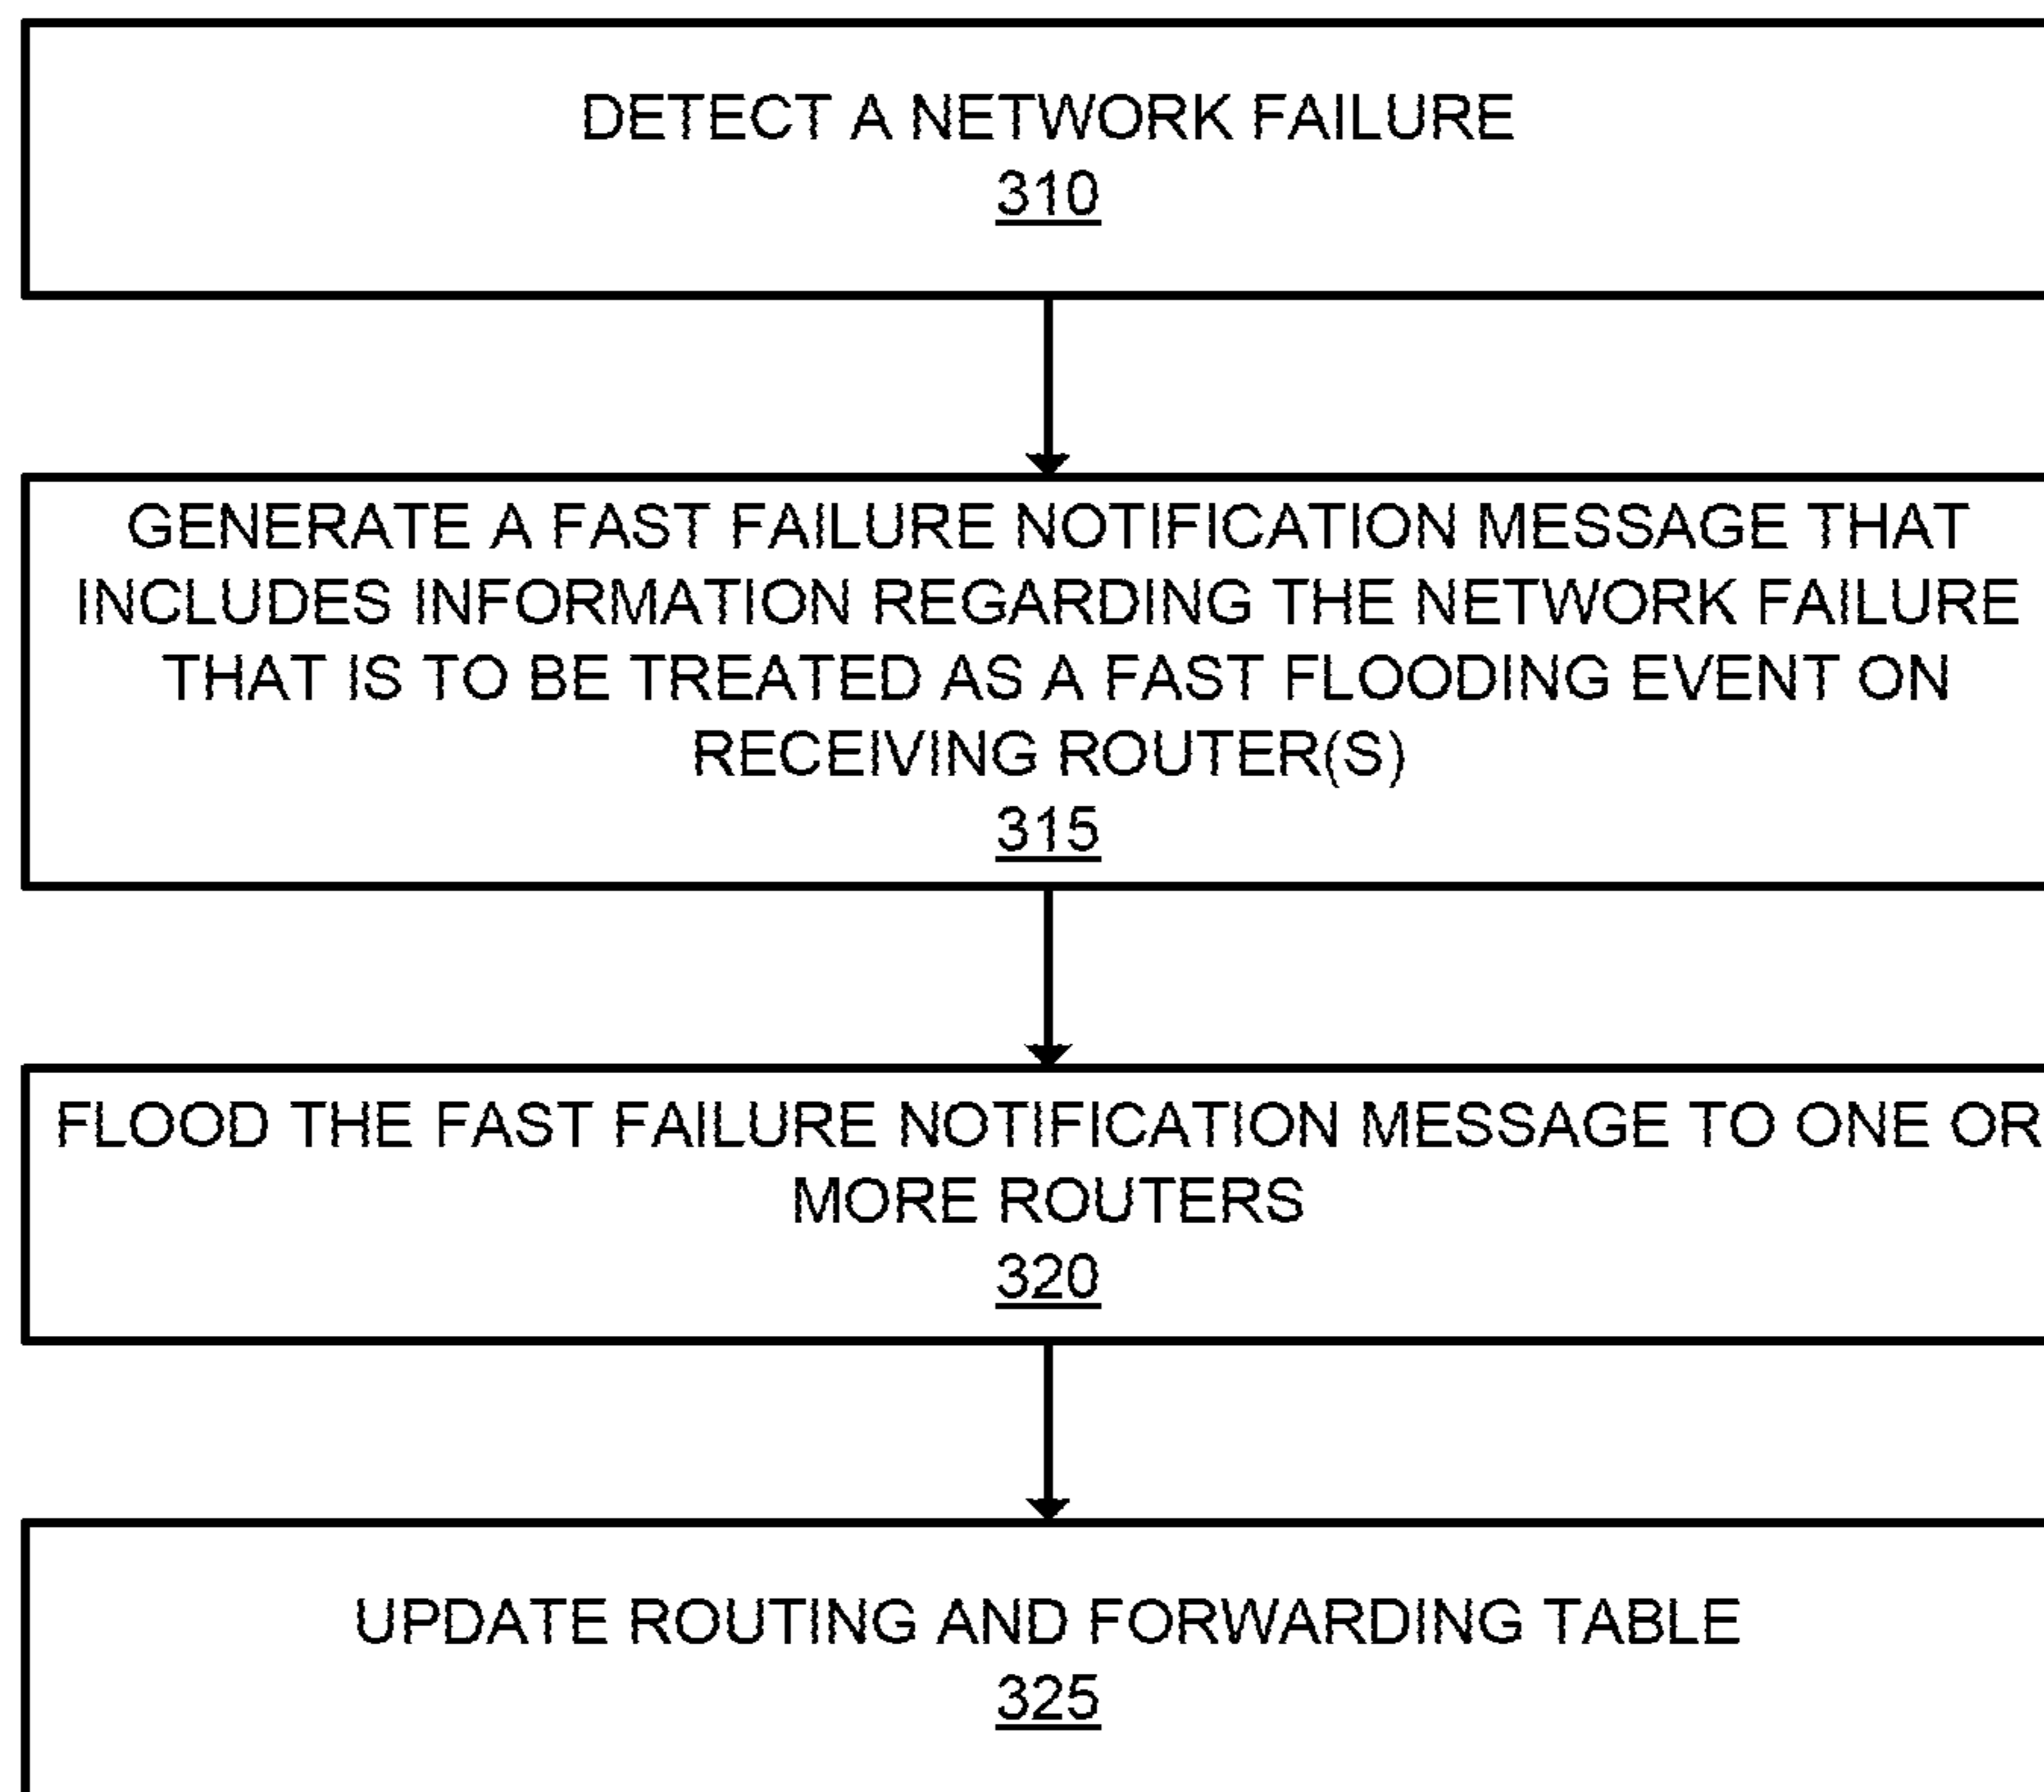 DETECT A NETWORK FAILURE
310
GENERATE A FAST FAILURE NOTIFICATION MESSAGE THAT
INCLUDES INFORMATION REGARDING THE NETWORK FAILURE
THAT IS TO BE TREATED AS A FAST FLOODING EVENT ON
RECEIVING ROUTER(S)
315
FLOOD THE FAST FAILURE NOTIFICATION MESSAGE TO ONE OR
MORE ROUTERS
320
UPDATE ROUTING AND FORWARDING TABLE
325